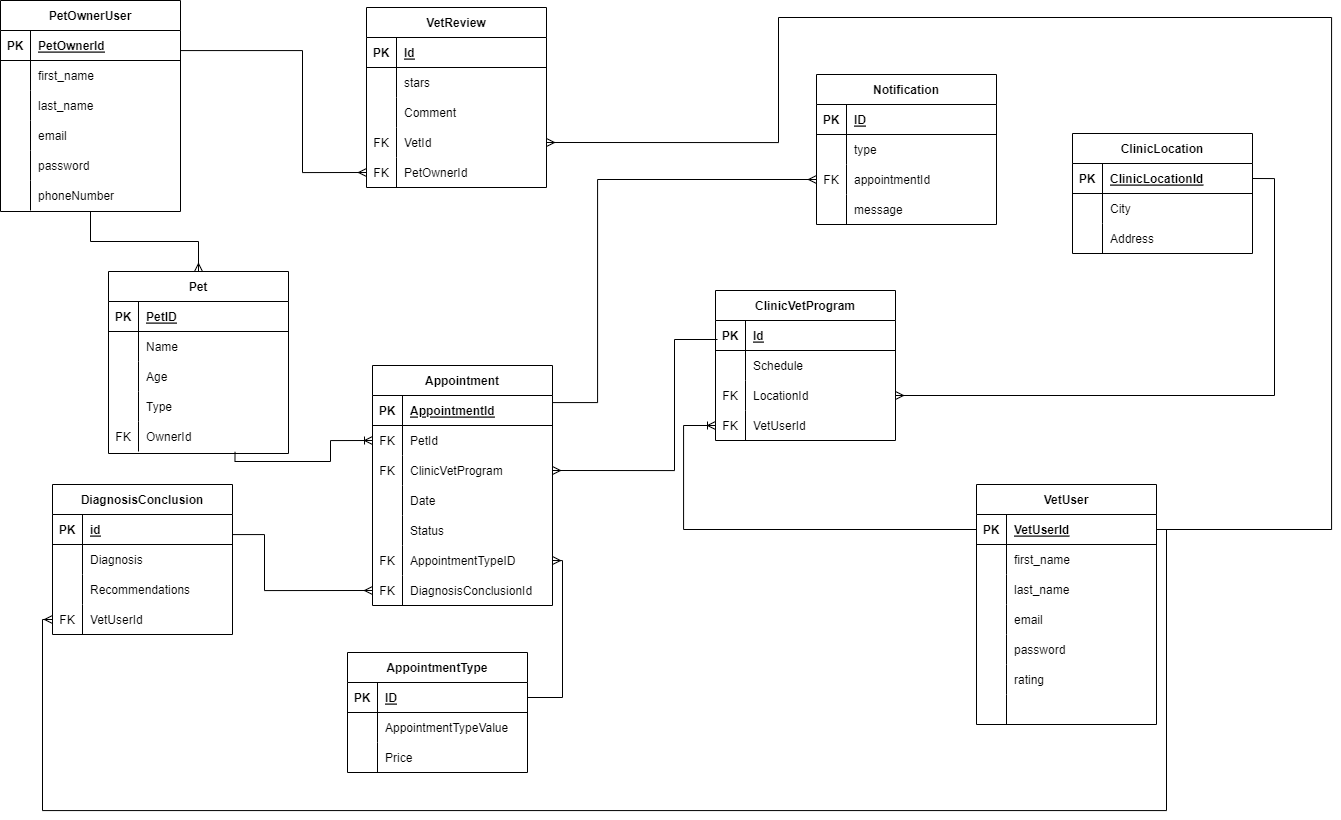 PetOwnerUser
PK PetOwnerId
first_name
last_name
email
password
phoneNumber
VetReview
PK Id
stars
Comment
FK VetId
FK PetOwnerId
Notification
PK ID
type
FK appointmentId
message
ClinicLocation
PK ClinicLocationId
City
Address
Pet
PK PetID
Name
Age
Type
FK OwnerId
ClinicVetProgram
PK Id
Schedule
FK LocationId
FK VetUserId
Appointment
PK AppointmentId
FK PetId
FK ClinicVetProgram
Date
Status
FK AppointmentTypeID
FK DiagnosisConclusionId
DiagnosisConclusion
PK id
Diagnosis
Recommendations
FK VetUserId
VetUser
PK VetUserId
first_name
last_name
email
password
rating
AppointmentType
PK ID
AppointmentTypeValue
Price